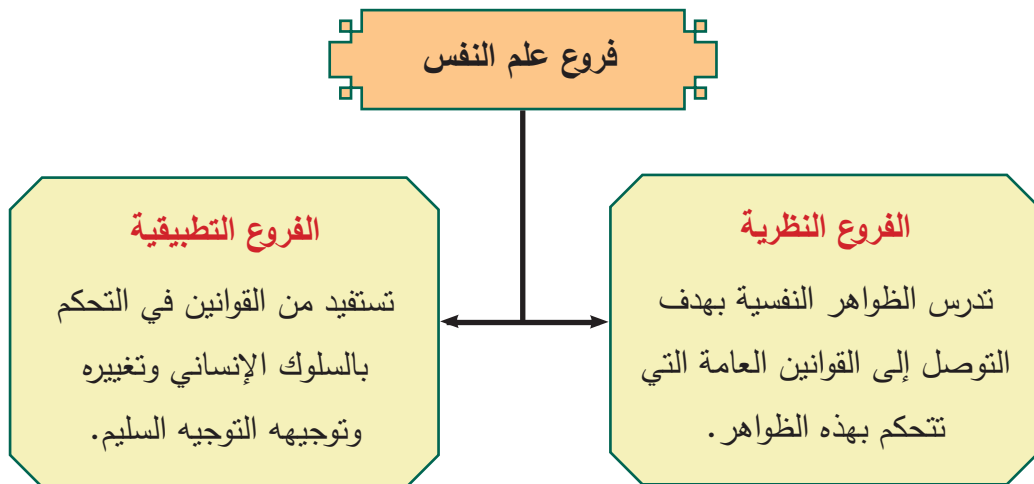 فروع علم النفس
الفروع النظرية
تدرس الظواهر النفسية بهدف
التوصل إلى القوانين العامة التي
تتحكم بهذه الظواهر.
الفروع التطبيقية
تستفيد من القوانين في التحكم
بالسلوك الإنساني وتغييره
وتوجيهه التوجيه السليم.